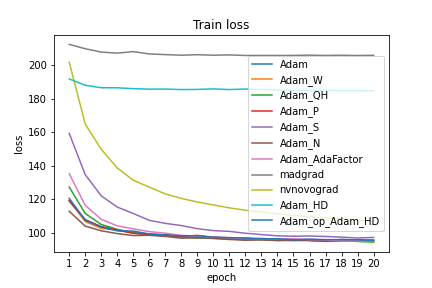 Train loss
200
180
160
140
120
100
loss
Adam
Adam_W
Adam_QH
Adam_P
Adam_S
Adam_N
Adam_AdaFactor
madgrad
nvnovograd
Adam_HD
Adam_op_Adam_HD
1 2 3 4 5 6 7 8 9 10 11 12 13 14 15 16 17 18 19 20
epoch